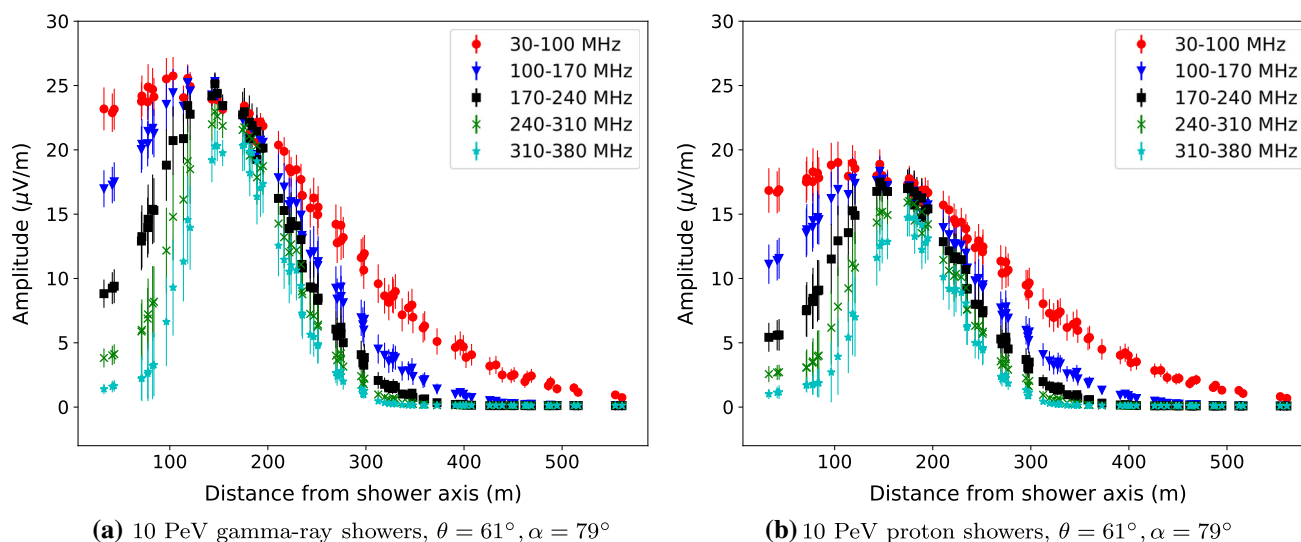 30
25
20
15
10
5
0
Amplitude (μV/m)
30-100 MHz
100-170 MHz
170-240 MHz
240-310 MHz
310-380 MHz
100 200 300 400 500
Distance from shower axis (m)
(a) 10 PeV gamma-ray showers, θ = 61°, α = 79°
30
25
20
15
10
5
0
Amplitude (μV/m)
30-100 MHz
100-170 MHz
170-240 MHz
240-310 MHz
310-380 MHz
100 200 300 400 500
Distance from shower axis (m)
(b) 10 PeV proton showers, θ = 61°, α = 79°